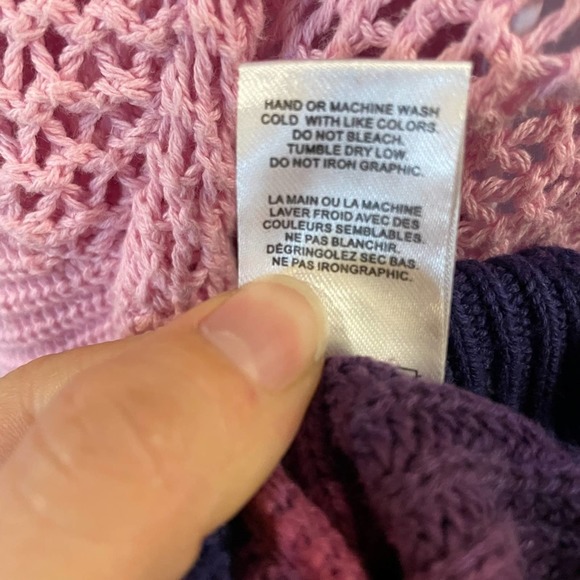 HAND OR MACHINE WASH
COLD WITH LIKE COLORS.
DO NOT BLEACH.
TUMBLE DRY LOW.
DO NOT IRON GRAPHIC.
LA MAIN OU LA MACHINE
LAVER FROID AVEC DES
COULEURS SEMBLABLES.
NE PAS BLANCHIR.
DÉGRINGOLEZ SEC BAS.
NE PAS IRONGRAPHIC.